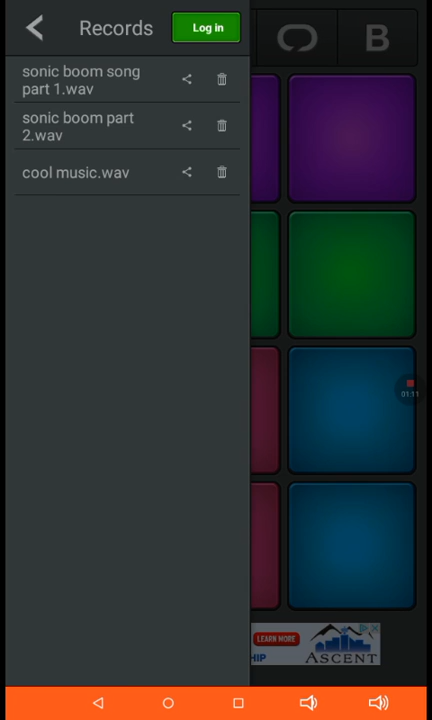 Records
Log in
B
sonic boom song
part 1.wav
sonic boom part
2.wav
cool music.wav
01:11
LEARN MORE
HIP
ASCENT